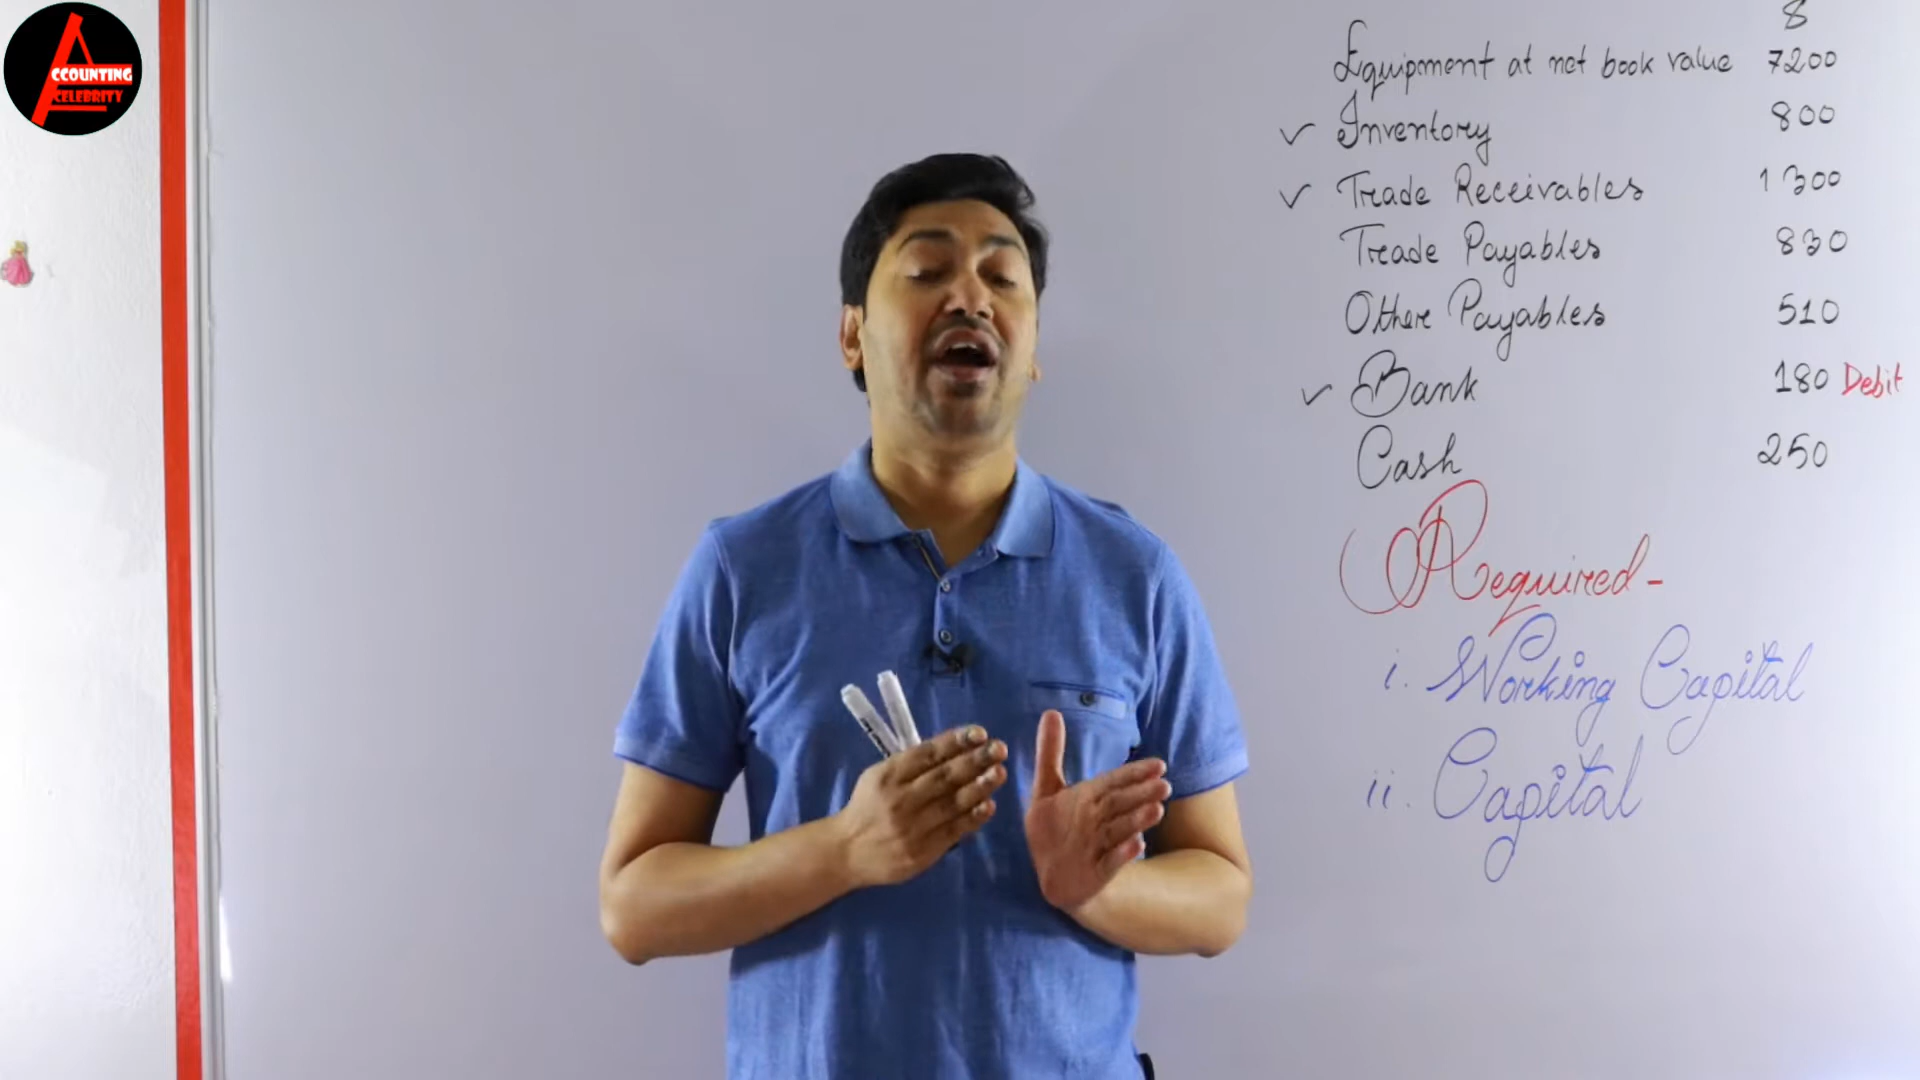 ACCOUNTING
CELEBRITY
$
Equipment at net book value 7200
✓ Inventory 800
✓ Trade Receivables 1300
Trade Payables 830
Other Payables 510
✓ Bank 180 Debit
Cash 250
Required-
i. Working Capital
ii. Capital